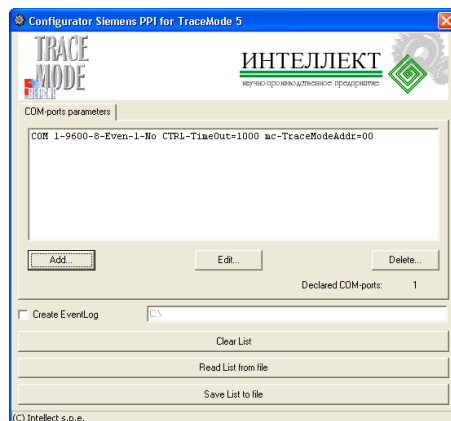 Configurator Siemens PPI for TraceMode 5
TRACE
MODE
ИНТЕЛЛЕКТ
научно-производственное предприятие
COM-ports parameters
COM 1-9600-8-Even-1-No CTRL-TimeOut=1000 mc-TraceModeAddr=00
Add...
Edit...
Delete...
Declared COM-ports: 1
Create EventLog
C:\
Clear List
Read List from file
Save List to file
(C) Intellect s.p.e.